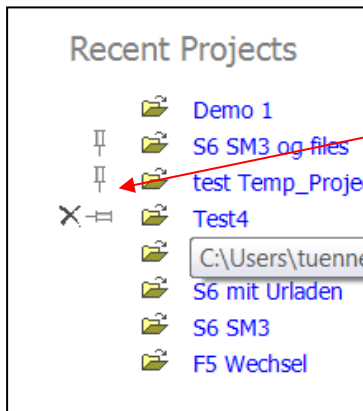 Recent Projects
Demo 1
S6 SM3 og files
test Temp_Projec
Test4
C:\Users\tuenne
S6 mit Urladen
S6 SM3
F5 Wechsel